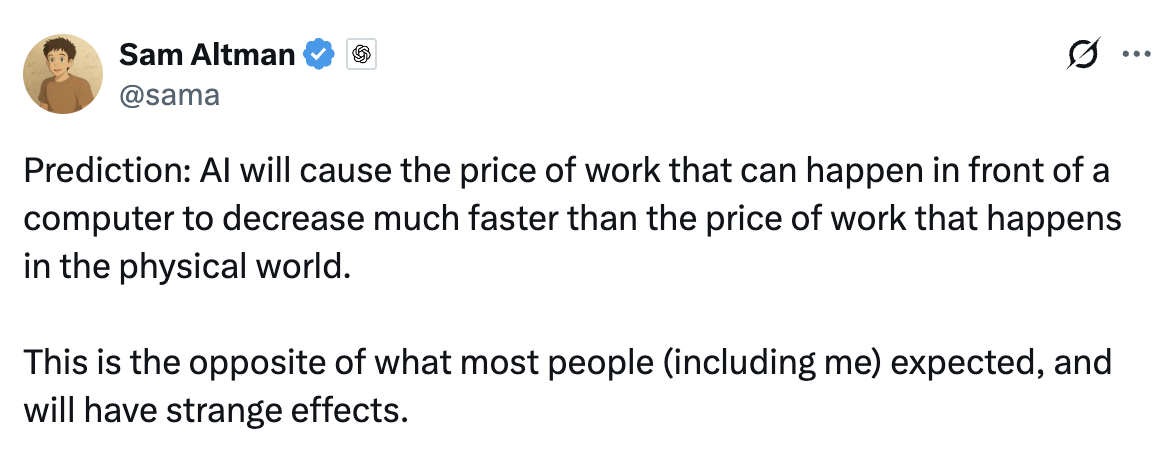 Sam Altman
@sama
Prediction: AI will cause the price of work that can happen in front of a
computer to decrease much faster than the price of work that happens
in the physical world.
This is the opposite of what most people (including me) expected, and
will have strange effects.